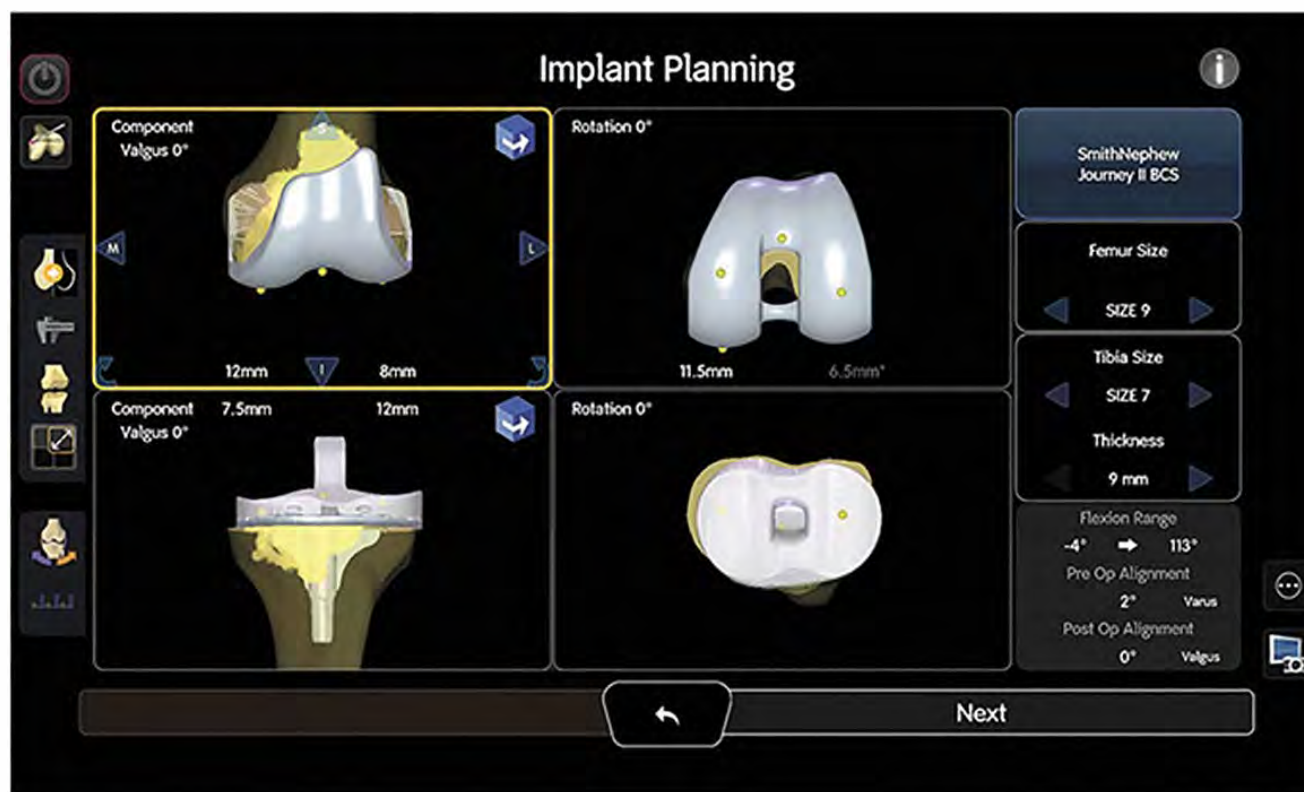 Implant Planning
i
Component
Valgus 0°
S
M
L
12mm
I
8mm
Rotation 0°
11.5mm
6.5mm°
SmithNephew
Journey II BCS
Femur Size
SIZE 9
Tibia Size
SIZE 7
Thickness
9 mm
Component
Valgus 0°
7.5mm
12mm
Rotation 0°
Flexion Range
-4°
113°
Pre Op Alignment
2°
Varus
Post Op Alignment
0°
Valgus
Next